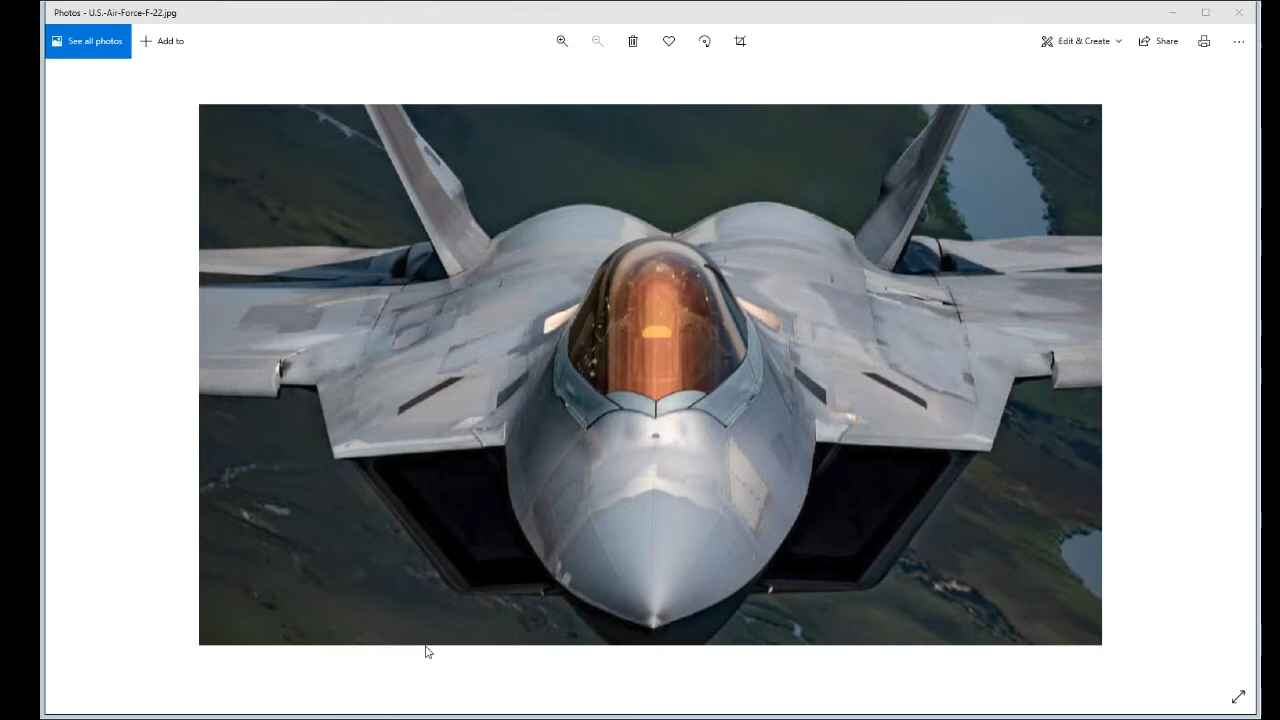 Photos - U.S.-Air-Force-F-22.jpg
See all photos
Add to
Edit & Create
Share